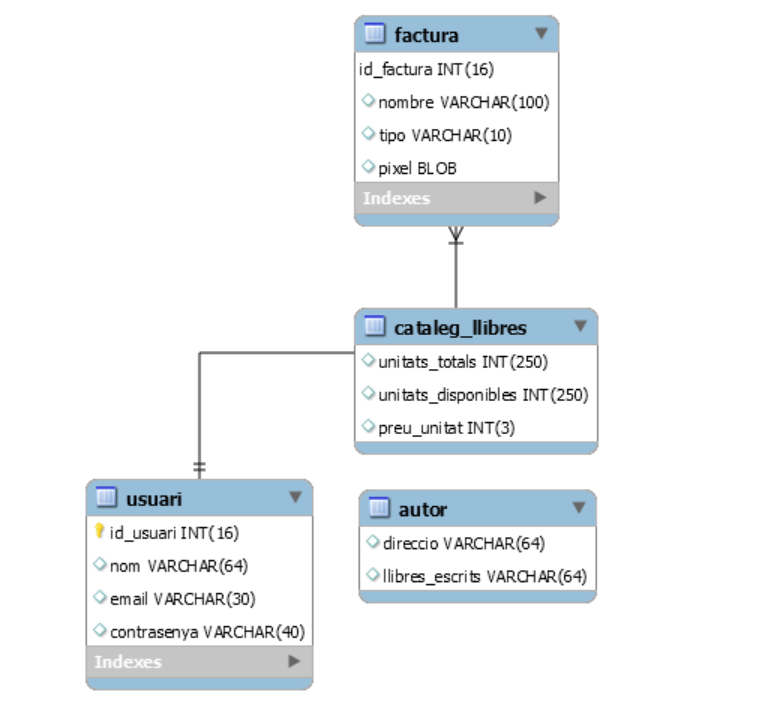 factura
id_factura INT(16)
nombre VARCHAR(100)
tipo VARCHAR(10)
pixel BLOB
Indexes
cataleg_llibres
unitats_totals INT(250)
unitats_disponibles INT(250)
preu_unitat INT(3)
usuari
id_usuari INT(16)
nom VARCHAR(64)
email VARCHAR(30)
contrasenya VARCHAR(40)
Indexes
autor
direccio VARCHAR(64)
llibres_escrits VARCHAR(64)